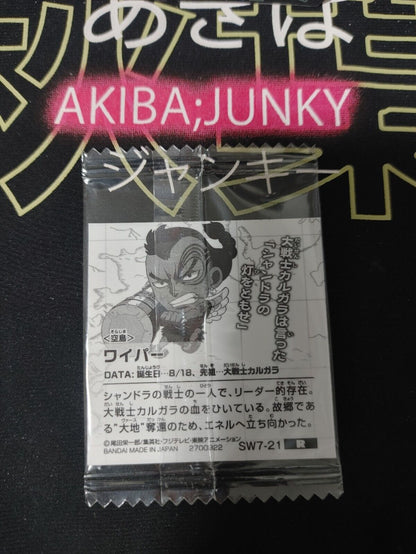 あきば
AKIBA;JUNKY
ジャンキー
大戦士カルガラは言った
「シャンドラの
灯をともせ」
<空島>
ワイパー
DATA: 誕生日…8/18、先祖…大戦士カルガラ
シャンドラの戦士の一人で、リーダー的存在。
大戦士カルガラの血をひいている。故郷であ
る"大地"奪還のため、エネルへ立ち向かった。
©尾田栄一郎/集英社・フジテレビ・東映アニメーション
BANDAI MADE IN JAPAN 2700922 SW7-21 R